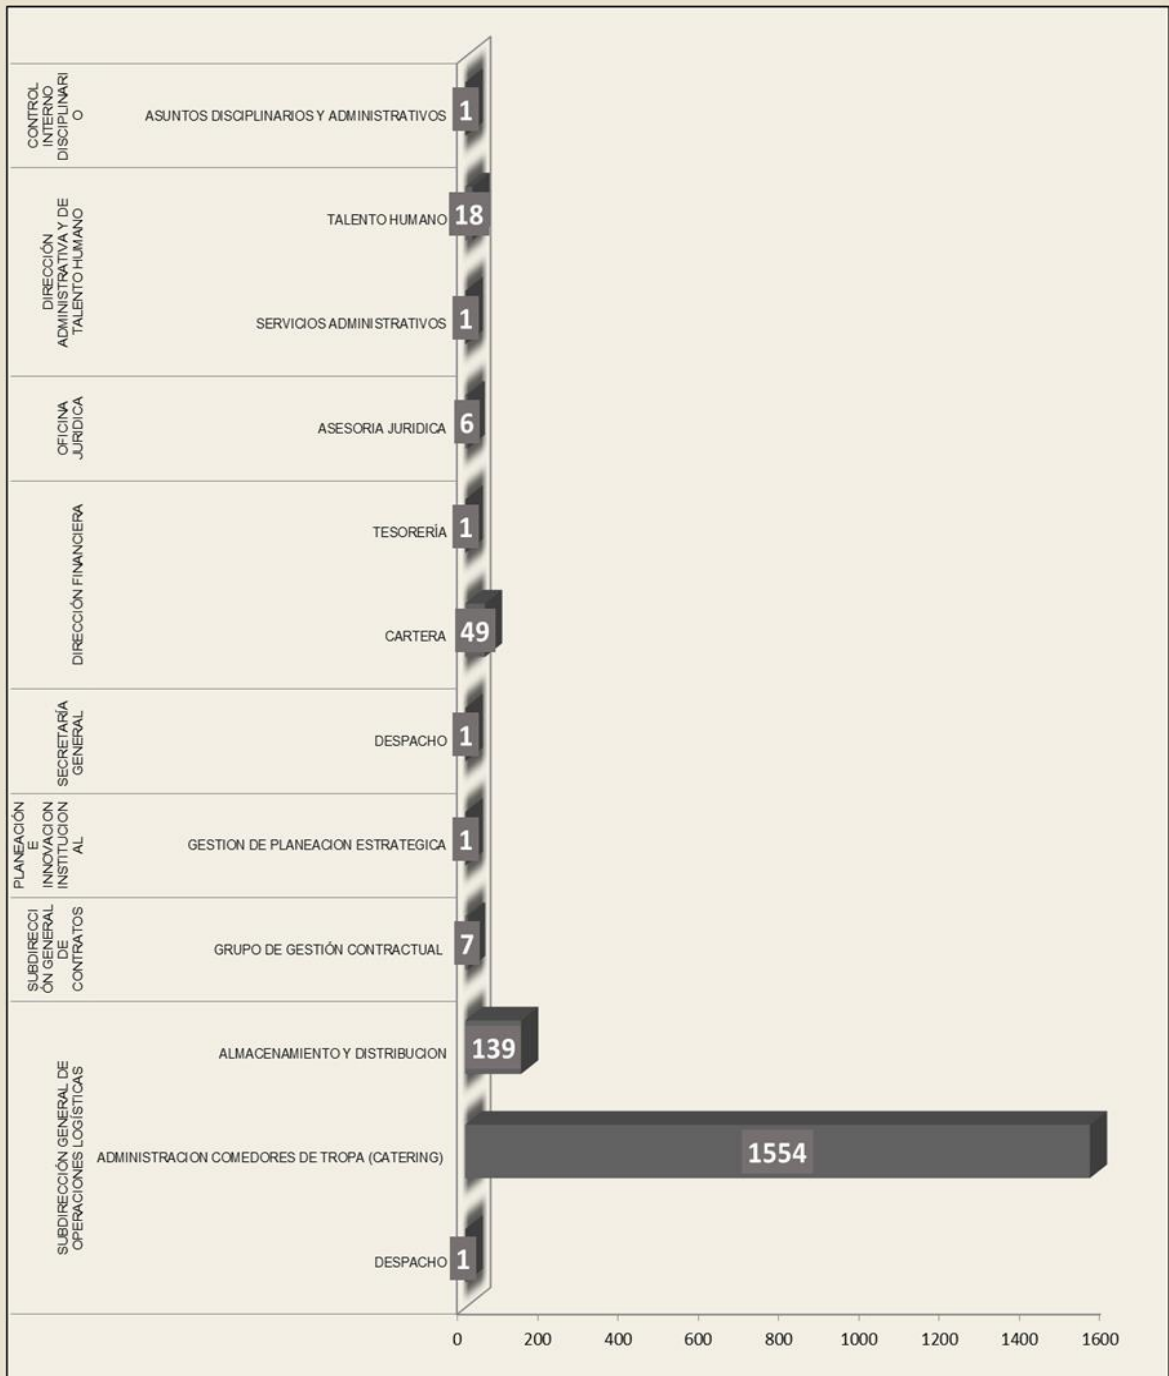 CONTROL
INTERNO
DISCIPLINARI
O
ASUNTOS DISCIPLINARIOS Y ADMINISTRATIVOS
1
DIRECCIÓN
ADMINISTRATIVA Y DE
TALENTO HUMANO
TALENTO HUMANO
18
SERVICIOS ADMINISTRATIVOS
1
OFICINA
JURIDICA
ASESORIA JURIDICA
6
DIRECCIÓN FINANCIERA
TESORERÍA
1
CARTERA
49
SECRETARÍA
GENERAL
DESPACHO
1
PLANEACIÓN
E
INNOVACION
INSTITUCION
AL
GESTION DE PLANEACION ESTRATEGICA
1
SUBDIRECCI
ÓN GENERAL
DE
CONTRATOS
GRUPO DE GESTIÓN CONTRACTUAL
7
SUBDIRECCIÓN GENERAL DE
OPERACIONES LOGÍSTICAS
ALMACENAMIENTO Y DISTRIBUCION
139
ADMINISTRACION COMEDORES DE TROPA (CATERING)
1554
DESPACHO
1
0 200 400 600 800 1000 1200 1400 1600